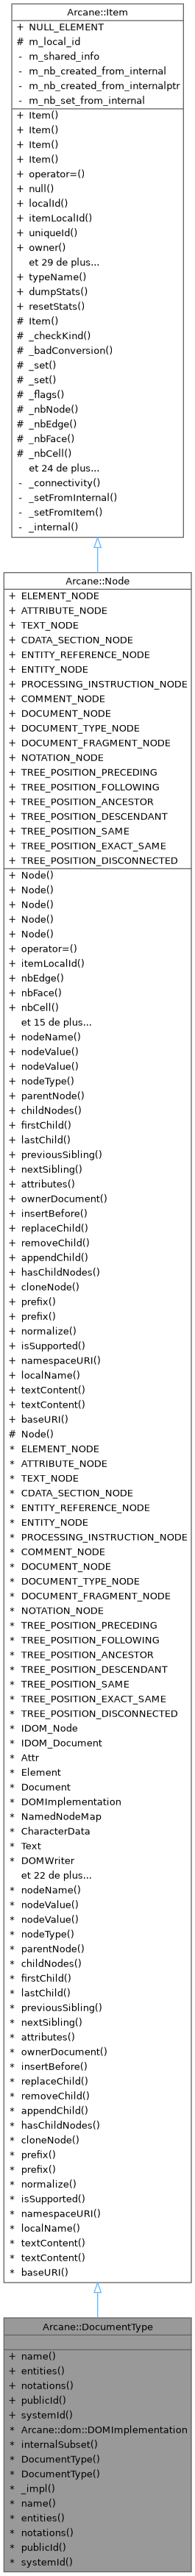 Arcane::Item
+ NULL_ELEMENT
# m_local_id
- m_shared_info
- m_nb_created_from_internal
- m_nb_created_from_internalptr
- m_nb_set_from_internal
+ Item()
+ Item()
+ Item()
+ Item()
+ operator=()
+ null()
+ localId()
+ itemLocalId()
+ uniqueId()
+ owner()
et 29 de plus...
+ typeName()
+ dumpStats()
+ resetStats()
# Item()
# _checkKind()
# _badConversion()
# _set()
# _set()
# _flags()
# _nbNode()
# _nbEdge()
# _nbFace()
# _nbCell()
et 24 de plus...
- _connectivity()
- _setFromInternal()
- _setFromItem()
- _internal()
Arcane::Node
+ ELEMENT_NODE
+ ATTRIBUTE_NODE
+ TEXT_NODE
+ CDATA_SECTION_NODE
+ ENTITY_REFERENCE_NODE
+ ENTITY_NODE
+ PROCESSING_INSTRUCTION_NODE
+ COMMENT_NODE
+ DOCUMENT_NODE
+ DOCUMENT_TYPE_NODE
+ DOCUMENT_FRAGMENT_NODE
+ NOTATION_NODE
+ TREE_POSITION_PRECEDING
+ TREE_POSITION_FOLLOWING
+ TREE_POSITION_ANCESTOR
+ TREE_POSITION_DESCENDANT
+ TREE_POSITION_SAME
+ TREE_POSITION_EXACT_SAME
+ TREE_POSITION_DISCONNECTED
+ Node()
+ Node()
+ Node()
+ Node()
+ Node()
+ operator=()
+ itemLocalId()
+ nbEdge()
+ nbFace()
+ nbCell()
et 15 de plus...
+ nodeName()
+ nodeValue()
+ nodeValue()
+ nodeType()
+ parentNode()
+ childNodes()
+ firstChild()
+ lastChild()
+ previousSibling()
+ nextSibling()
+ attributes()
+ ownerDocument()
+ insertBefore()
+ replaceChild()
+ removeChild()
+ appendChild()
+ hasChildNodes()
+ cloneNode()
+ prefix()
+ prefix()
+ normalize()
+ isSupported()
+ namespaceURI()
+ localName()
+ textContent()
+ textContent()
+ baseURI()
# Node()
* ELEMENT_NODE
* ATTRIBUTE_NODE
* TEXT_NODE
* CDATA_SECTION_NODE
* ENTITY_REFERENCE_NODE
* ENTITY_NODE
* PROCESSING_INSTRUCTION_NODE
* COMMENT_NODE
* DOCUMENT_NODE
* DOCUMENT_TYPE_NODE
* DOCUMENT_FRAGMENT_NODE
* NOTATION_NODE
* TREE_POSITION_PRECEDING
* TREE_POSITION_FOLLOWING
* TREE_POSITION_ANCESTOR
* TREE_POSITION_DESCENDANT
* TREE_POSITION_SAME
* TREE_POSITION_EXACT_SAME
* TREE_POSITION_DISCONNECTED
* IDOM_Node
* IDOM_Document
* Attr
* Element
* Document
* DOMImplementation
* NamedNodeMap
* CharacterData
* Text
* DOMWriter
et 22 de plus...
* nodeName()
* nodeValue()
* nodeValue()
* nodeType()
* parentNode()
* childNodes()
* firstChild()
* lastChild()
* previousSibling()
* nextSibling()
* attributes()
* ownerDocument()
* insertBefore()
* replaceChild()
* removeChild()
* appendChild()
* hasChildNodes()
* cloneNode()
* prefix()
* prefix()
* normalize()
* isSupported()
* namespaceURI()
* localName()
* textContent()
* textContent()
* baseURI()
Arcane::DocumentType
+ name()
+ entities()
+ notations()
+ publicId()
+ systemId()
* Arcane::dom::DOMImplementation
* internalSubset()
* DocumentType()
* DocumentType()
* _impl()
* name()
* entities()
* notations()
* publicId()
* systemId()